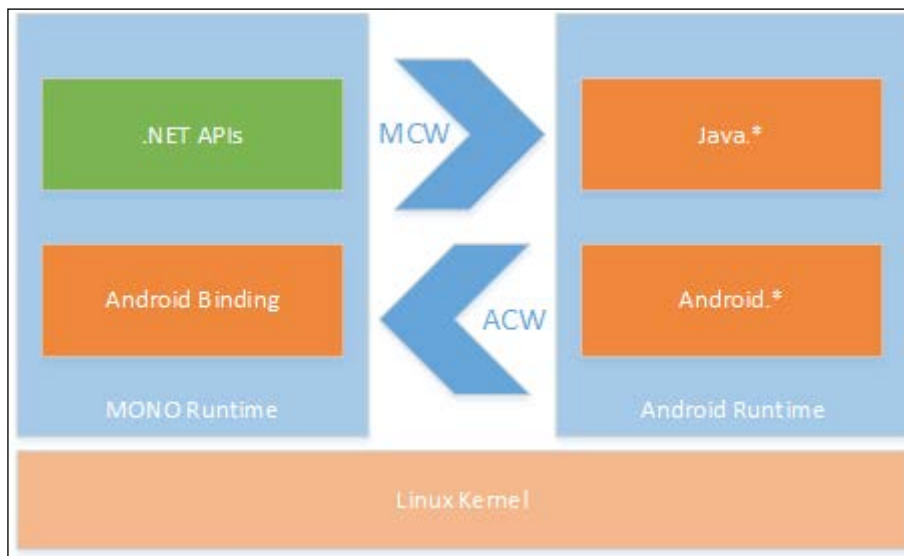 .NET APIs
MCW
Java.*
Android Binding
ACW
Android.*
MONO Runtime
Android Runtime
Linux Kernel